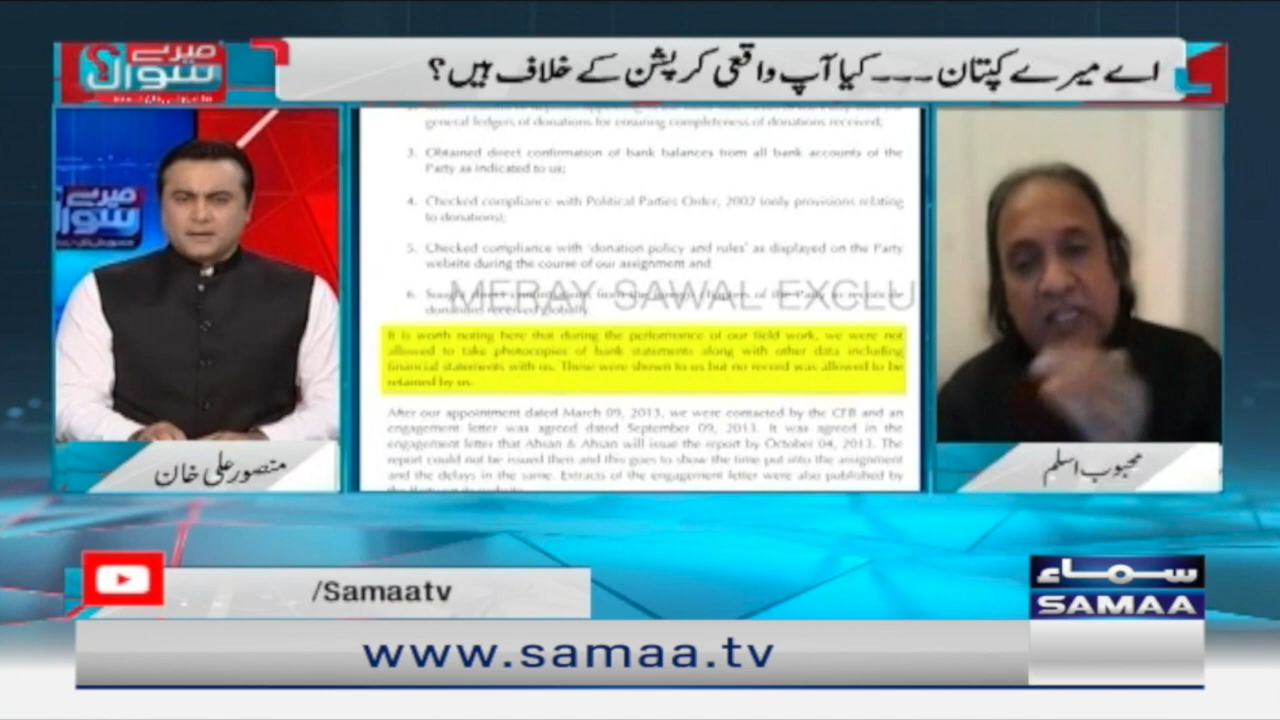 میرے سوال؟
اے میرے کپتان ۔۔۔ کیا آپ واقعی کرپشن کے خلاف ہیں؟
میرے
سوال
general ledgers of donations for ensuring completeness of donations received;
3. Obtained direct confirmation of bank balances from all bank accounts of the
Party as indicated to us;
4. Checked compliance with Political Parties Order, 2002 (only provisions relating
to donations);
5. Checked compliance with 'donation policy and rules' as displayed on the Party
website during the course of our assignment and
6.
donations received globally
MERAY SAWAL EXCLU
It is worth noting here that during the performance of our field work, we were not
allowed to take photocopies of bank statements along with other data including
financial statements with us. These were shown to us but no record was allowed to be
retained by us.
After our appointment dated March 09, 2013, we were contacted by the CFB and an
engagement letter was agreed dated September 09, 2013. It was agreed in the
engagement letter that Ahsan & Ahsan will issue the report by October 04, 2013. The
report could not be issued then and this goes to show the time put into the assignment
and the delays in the same. Extracts of the engagement letter were also published by
منصور علی خان
محبوب اسلم
/Samaatv
سماء
SAMAA
www.samaa.tv